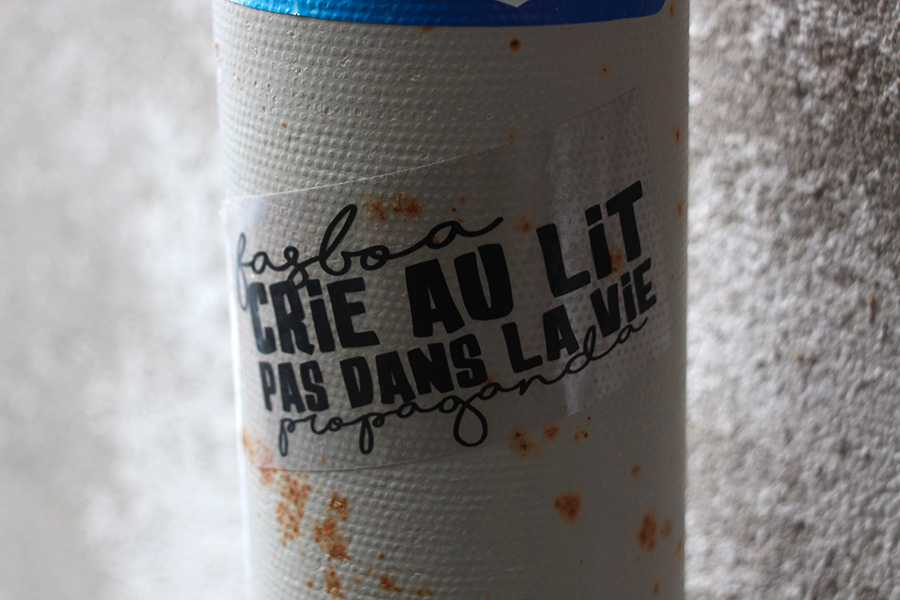 fasboa
CRiE AU LiT
PAS DANS LA ViE
propaganda